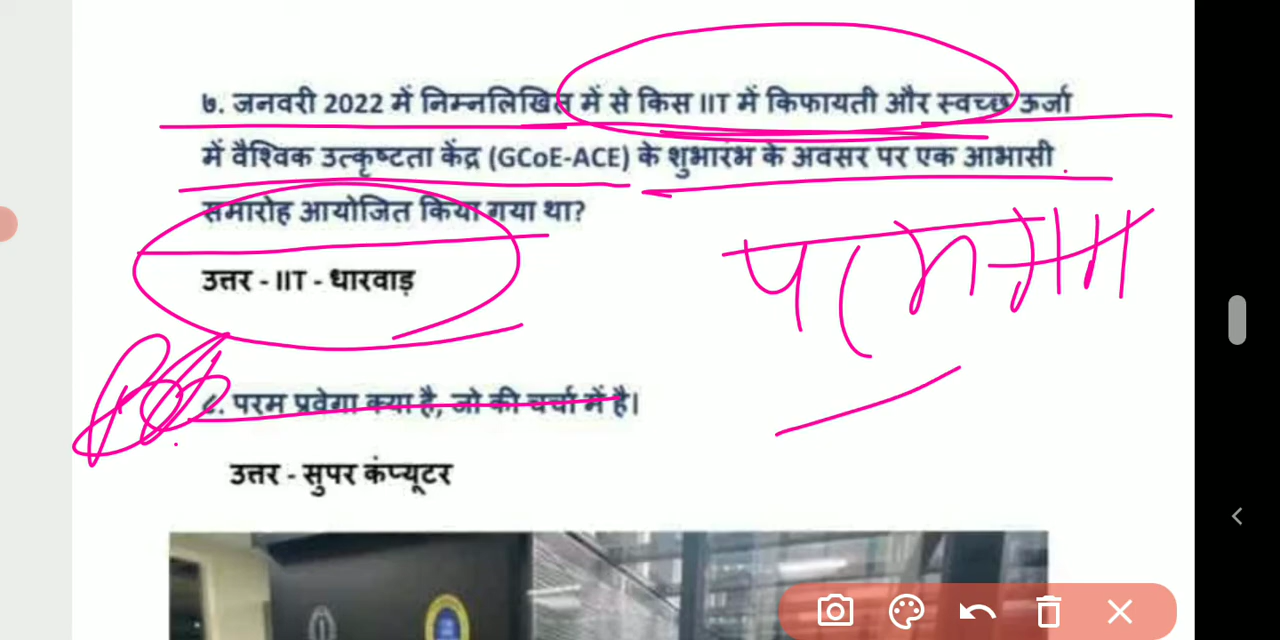 ७. जनवरी 2022 में निम्नलिखित में से किस IIT में किफायती और स्वच्छ ऊर्जा
में वैश्विक उत्कृष्टता केंद्र (GCoE-ACE) के शुभारंभ के अवसर पर एक आभासी
समारोह आयोजित किया गया था?
उत्तर - IIT - धारवाड़
८. परम प्रवेगा क्या है, जो की चर्चा में है।
उत्तर - सुपर कंप्यूटर